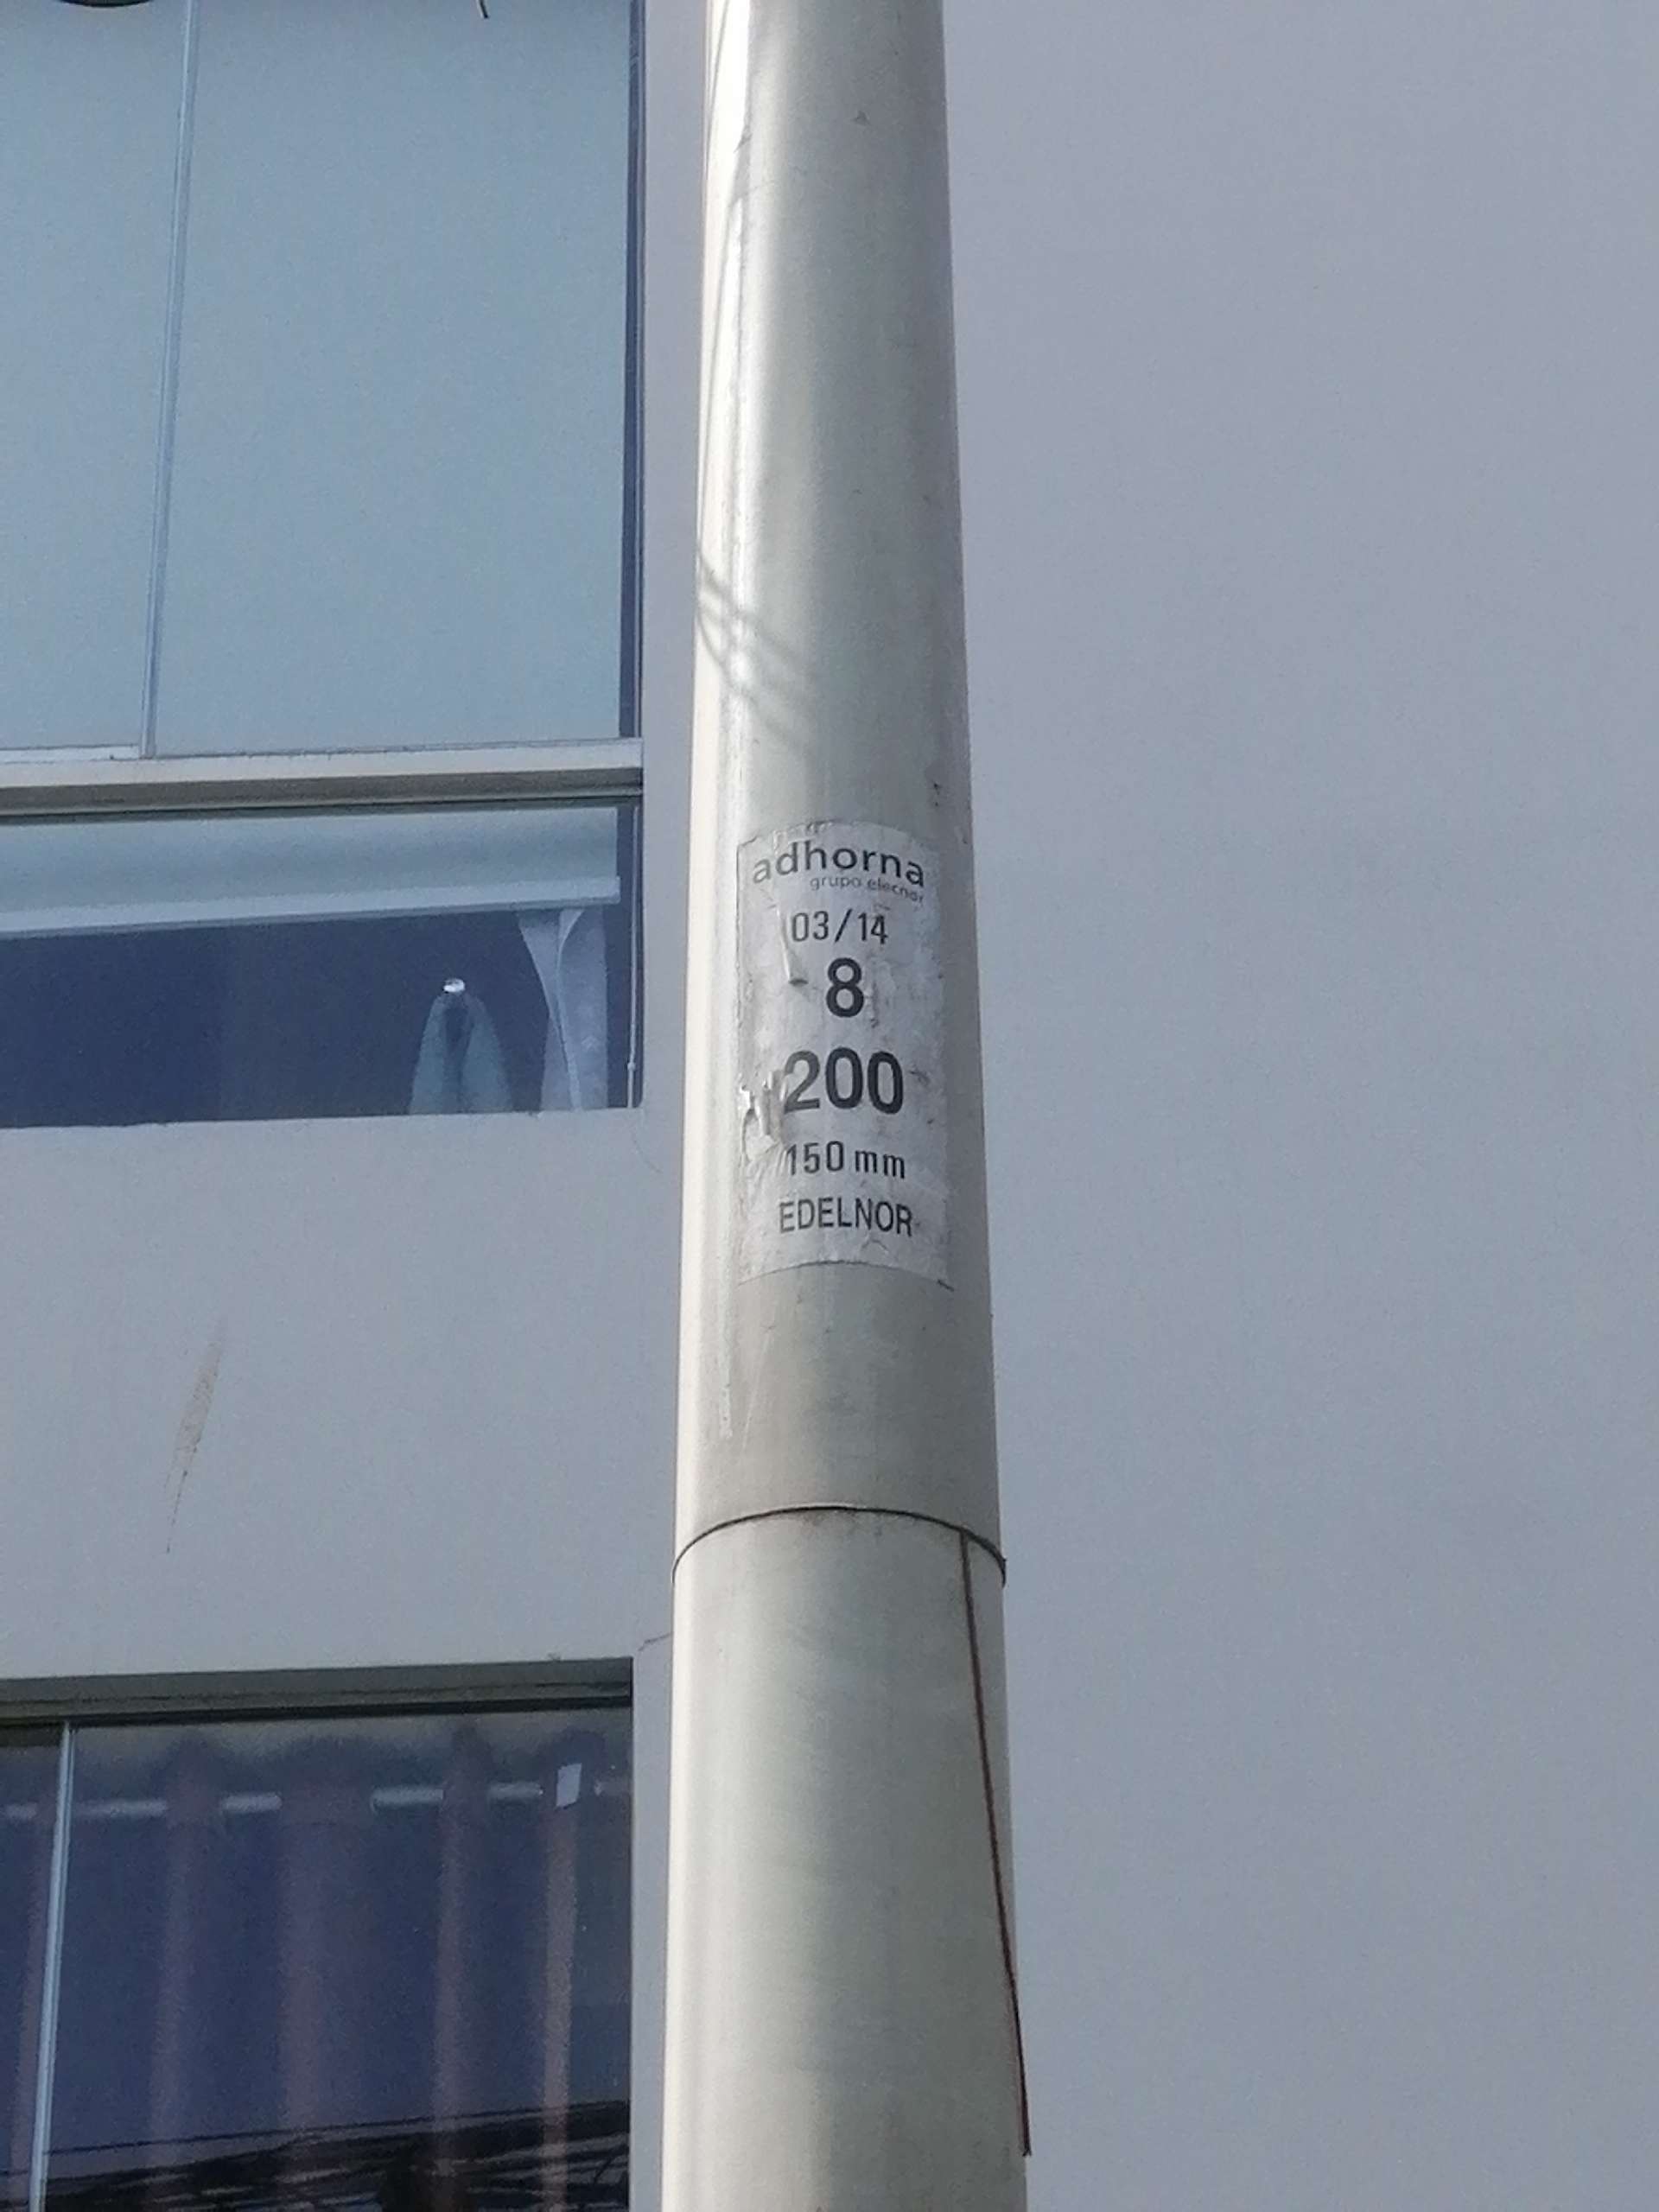 adhorna
grupo elecnor
03/14
8
200
150 mm
EDELNOR